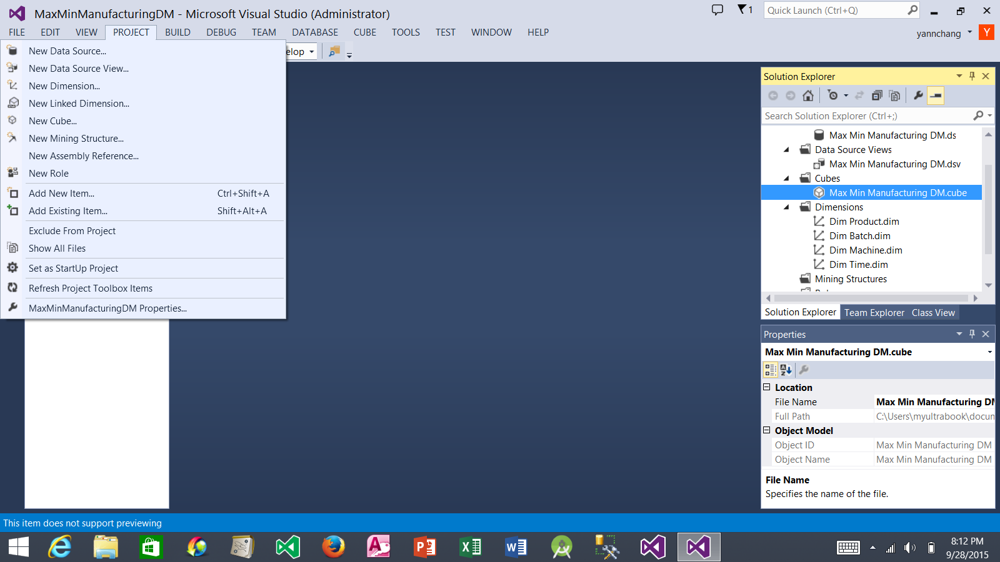 MaxMinManufacturingDM - Microsoft Visual Studio (Administrator)
1
Quick Launch (Ctrl+Q)
FILE EDIT VIEW PROJECT BUILD DEBUG TEAM DATABASE CUBE TOOLS TEST WINDOW HELP
yannchang
Y
elop
New Data Source...
New Data Source View...
New Dimension...
New Linked Dimension...
New Cube...
New Mining Structure...
New Assembly Reference...
New Role
Add New Item... Ctrl+Shift+A
Add Existing Item... Shift+Alt+A
Exclude From Project
Show All Files
Set as StartUp Project
Refresh Project Toolbox Items
MaxMinManufacturingDM Properties...
Solution Explorer
Search Solution Explorer (Ctrl+;)
Max Min Manufacturing DM.ds
Data Source Views
Max Min Manufacturing DM.dsv
Cubes
Max Min Manufacturing DM.cube
Dimensions
Dim Product.dim
Dim Batch.dim
Dim Machine.dim
Dim Time.dim
Mining Structures
Solution Explorer Team Explorer Class View
Properties
Max Min Manufacturing DM.cube
Location
File Name Max Min Manufacturing DM
Full Path C:\Users\myultrabook\docun
Object Model
Object ID Max Min Manufacturing DM
Object Name Max Min Manufacturing DM
File Name
Specifies the name of the file.
This item does not support previewing
8:12 PM
9/28/2015